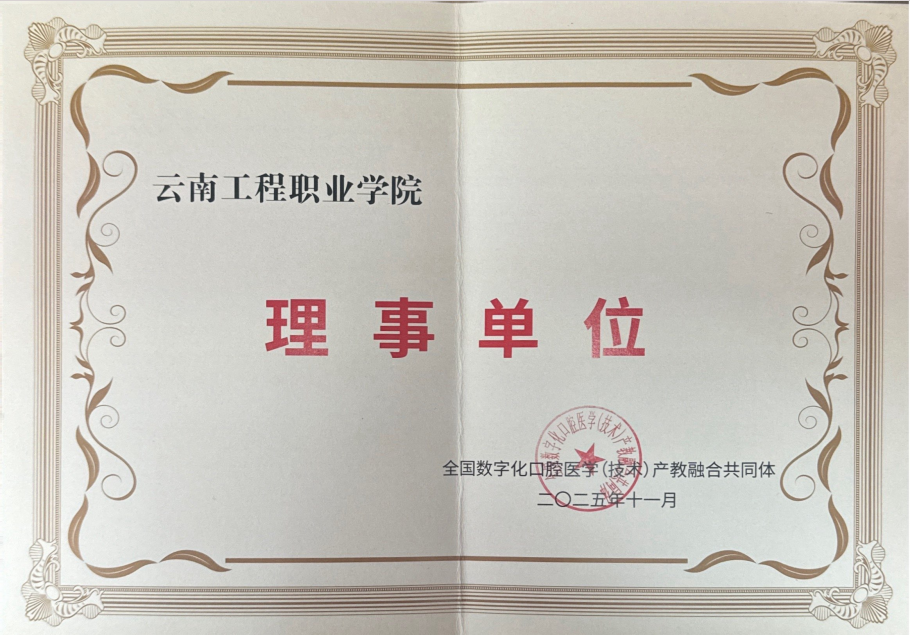 云南工程职业学院
理事单位
全国数字化口腔医学(技术)产教融合共同体
二〇二五年十一月